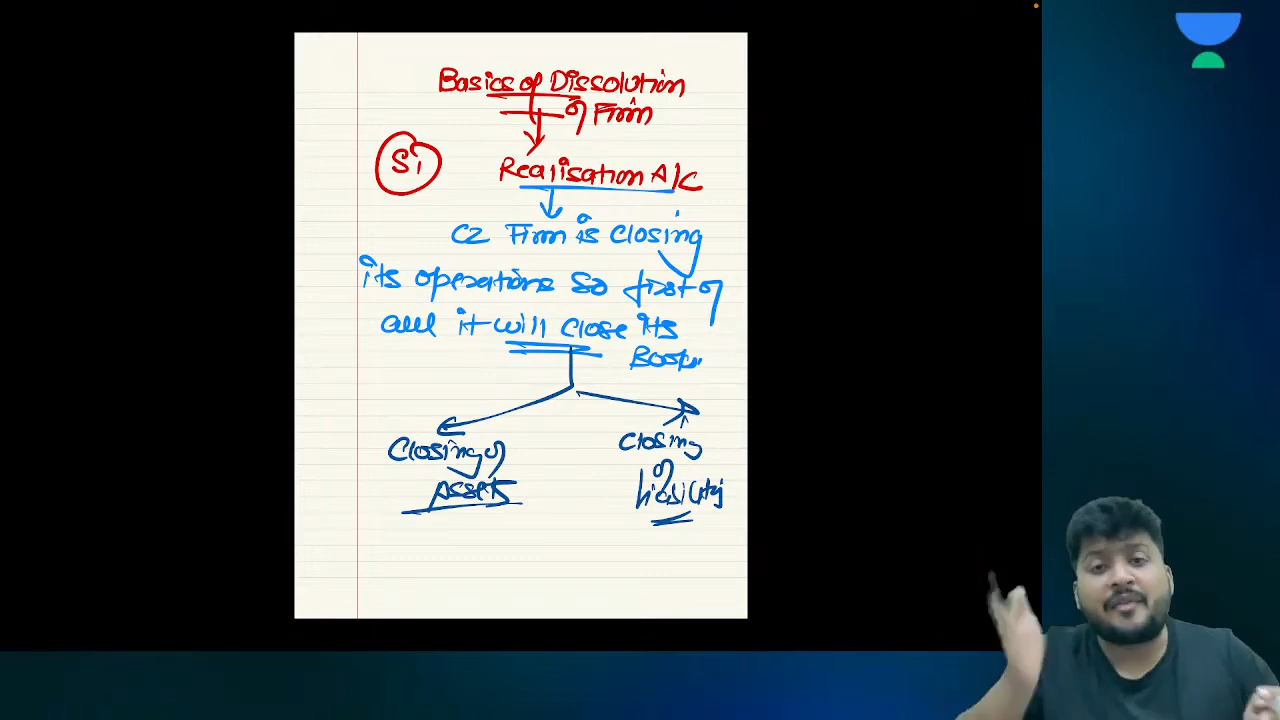 Basics of Dissolution
of Firm
S1
Realisation A/C
CZ Firm is Closing
its operations so first of
all it will close its
Books
Closing of
Assets
Closing
of
Liability